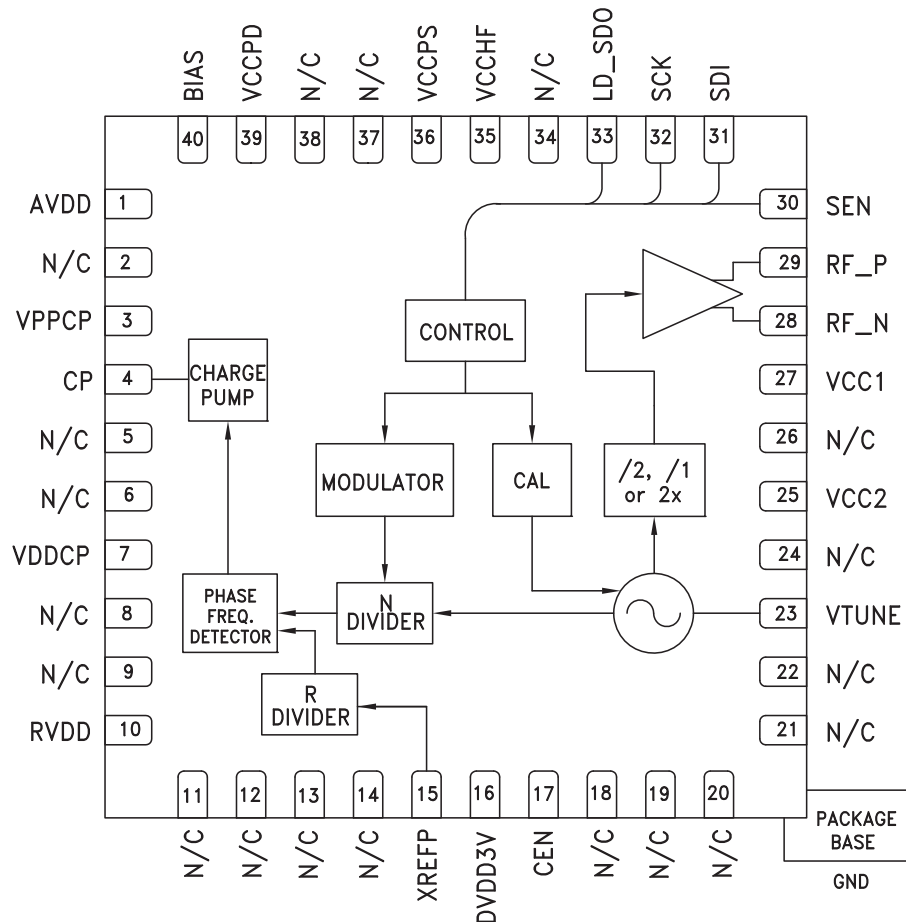 BIAS
VCCPD
N/C
N/C
VCCPS
VCCHF
N/C
LD_SDO
SCK
SDI
40
39
38
37
36
35
34
33
32
31
AVDD 1
N/C 2
VPPCP 3
CP 4
N/C 5
N/C 6
VDDCP 7
N/C 8
N/C 9
RVDD 10
30 SEN
29 RF_P
28 RF_N
27 VCC1
26 N/C
25 VCC2
24 N/C
23 VTUNE
22 N/C
21 N/C
CONTROL
CHARGE
PUMP
MODULATOR
CAL
/2, /1
or 2x
PHASE
FREQ.
DETECTOR
N
DIVIDER
R
DIVIDER
11
12
13
14
15
16
17
18
19
20
N/C
N/C
N/C
N/C
XREFP
DVDD3V
CEN
N/C
N/C
N/C
PACKAGE
BASE
GND